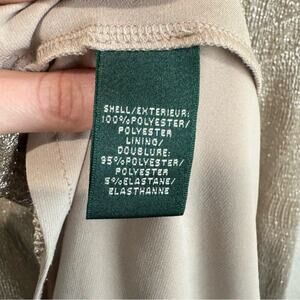 SHELL/EXTERIEUR:
100%POLYESTER/
POLYESTER
LINING/
DOUBLURE:
95%POLYESTER/
POLYESTER
5%ELASTANE/
ELASTHANNE